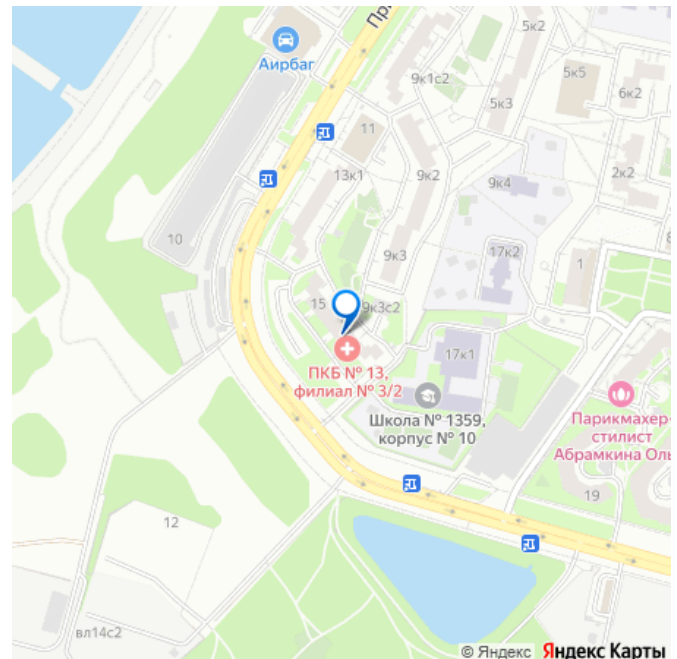 Аирбаг
При
5к2
9к1с2
5к3
5к5
6к2
11
13к1
9к2
9к4
2к2
10
9к3
17к2
1
8
15
9к3с2
17к1
ПКБ № 13,
филиал № 3/2
Школа № 1359,
корпус № 10
Парикмахер-
стилист
Абрамкина Оль
19
12
вл14с2
© Яндекс Яндекс Карты